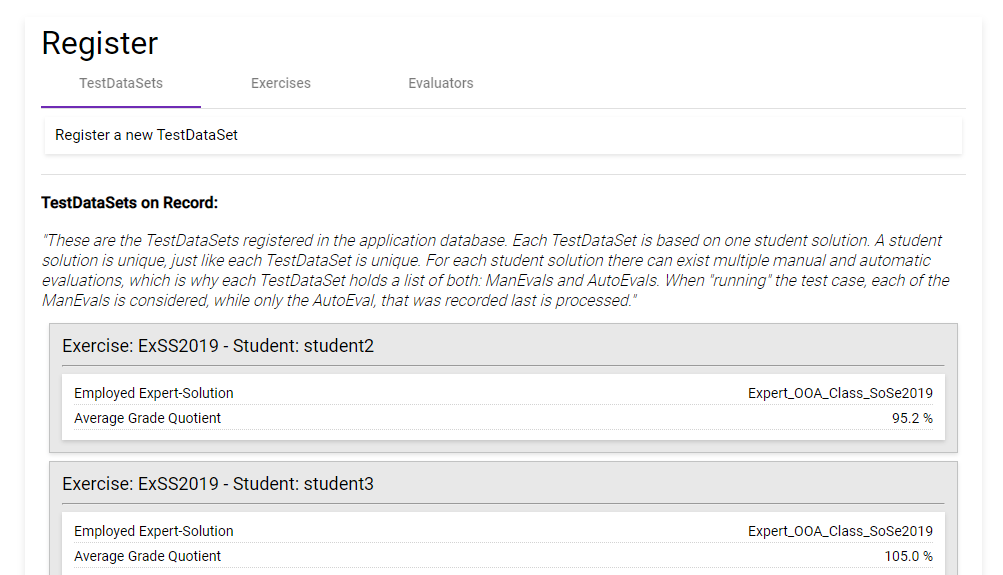 Register
TestDataSets Exercises Evaluators
Register a new TestDataSet
TestDataSets on Record:
"These are the TestDataSets registered in the application database. Each TestDataSet is based on one student solution. A student
solution is unique, just like each TestDataSet is unique. For each student solution there can exist multiple manual and automatic
evaluations, which is why each TestDataSet holds a list of both: ManEvals and AutoEvals. When "running" the test case, each of the
ManEvals is considered, while only the AutoEval, that was recorded last is processed."
Exercise: ExSS2019 - Student: student2
Employed Expert-Solution Expert_OOA_Class_SoSe2019
Average Grade Quotient 95.2 %
Exercise: ExSS2019 - Student: student3
Employed Expert-Solution Expert_OOA_Class_SoSe2019
Average Grade Quotient 105.0 %